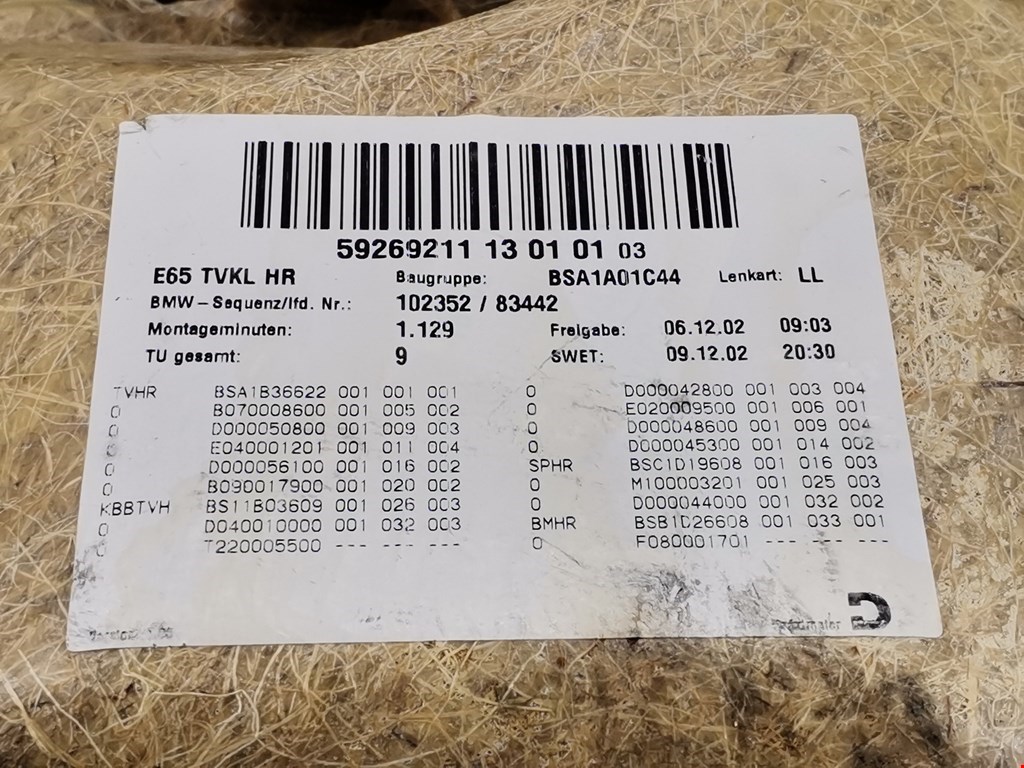 59269211 13 01 01 03
E65 TVKL HR Baugruppe: BSA1A01C44 Lenkart: LL
BMW - Sequenz/lfd. Nr.: 102352 / 83442
Montageminuten: 1.129 Freigabe: 06.12.02 09:03
TU gesamt: 9 SWET: 09.12.02 20:30
TVHR BSA1B36622 001 001 001 0 D000042800 001 003 004
0 B070008600 001 005 002 0 E020009500 001 006 001
0 D000050800 001 009 003 0 D000048600 001 009 004
0 E040001201 001 011 004 0 D000045300 001 014 002
0 D000056100 001 016 002 SPHR BSC1D19608 001 016 003
0 B090017900 001 020 002 0 M100003201 001 025 003
KBBTVH BS11B03609 001 026 003 0 D000044000 001 032 002
0 D040010000 001 032 003 BMHR BSB1D26608 001 033 001
0 T220005500 --- --- --- 0 F080001701 --- --- ---